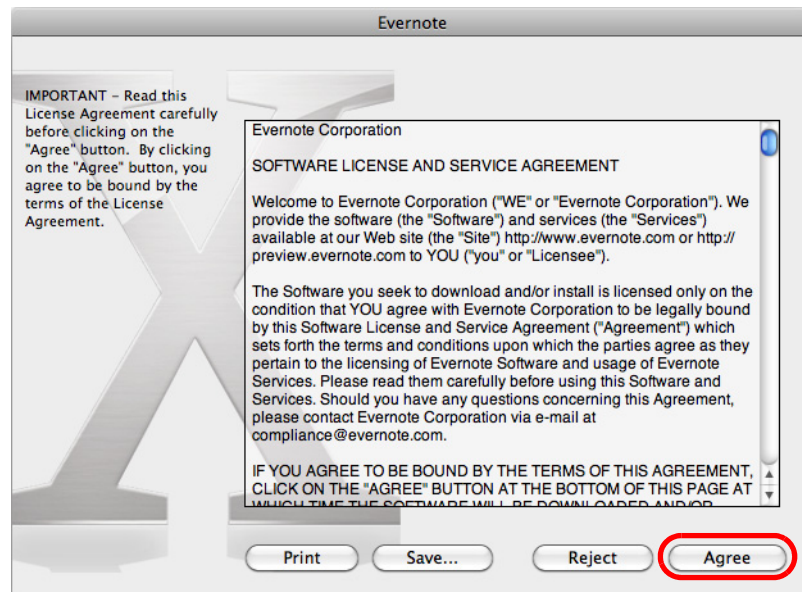 Evernote
IMPORTANT – Read this
License Agreement carefully
before clicking on the
"Agree" button.  By clicking
on the "Agree" button, you
agree to be bound by the
terms of the License
Agreement.
Evernote Corporation
SOFTWARE LICENSE AND SERVICE AGREEMENT
Welcome to Evernote Corporation ("WE" or "Evernote Corporation"). We
provide the software (the "Software") and services (the "Services")
available at our Web site (the "Site") http://www.evernote.com or http://
preview.evernote.com to YOU ("you" or "Licensee").
The Software you seek to download and/or install is licensed only on the
condition that YOU agree with Evernote Corporation to be legally bound
by this Software License and Service Agreement ("Agreement") which
sets forth the terms and conditions upon which the parties agree as they
pertain to the licensing of Evernote Software and usage of Evernote
Services. Please read them carefully before using this Software and
Services. Should you have any questions concerning this Agreement,
please contact Evernote Corporation via e-mail at
compliance@evernote.com.
IF YOU AGREE TO BE BOUND BY THE TERMS OF THIS AGREEMENT,
CLICK ON THE "AGREE" BUTTON AT THE BOTTOM OF THIS PAGE AT
WHICH TIME THE SOFTWARE WILL BE DOWNLOADED AND/OR
Print
Save...
Reject
Agree